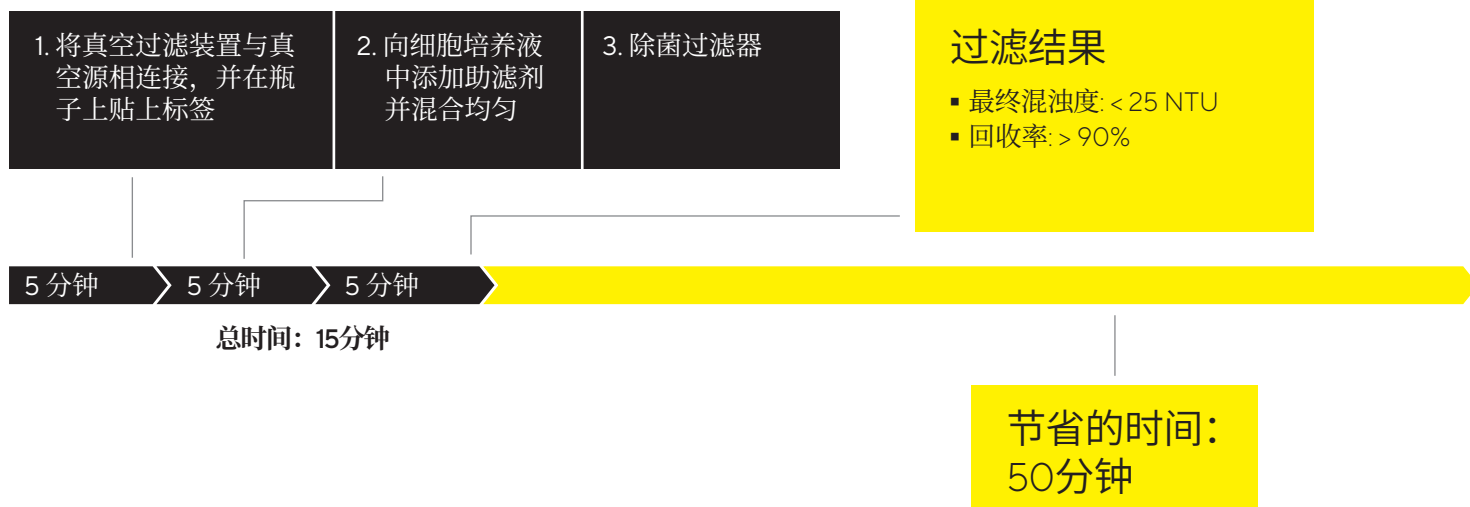 1. 将真空过滤装置与真
空源相连接，并在瓶
子上贴上标签
2. 向细胞培养液
中添加助滤剂
并混合均匀
3. 除菌过滤器
过滤结果
▪ 最终混浊度: < 25 NTU
▪ 回收率: > 90%
5 分钟
5 分钟
5 分钟
总时间：15分钟
节省的时间：
50分钟